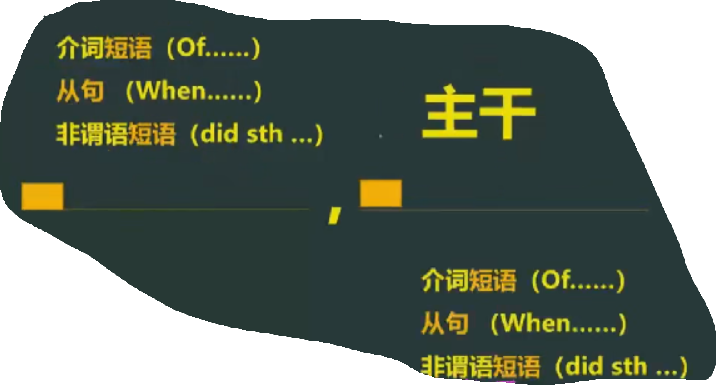 介词短语（Of......）
从句 （When......）
非谓语短语（did sth ...）
主干
,
介词短语（Of......）
从句 （When......）
非谓语短语（did sth ...）